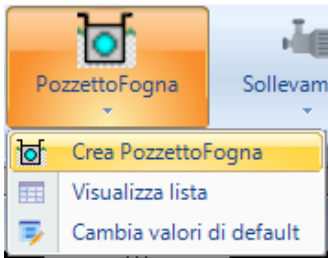 PozzettoFogna
Sollevam
Crea PozzettoFogna
Visualizza lista
Cambia valori di default